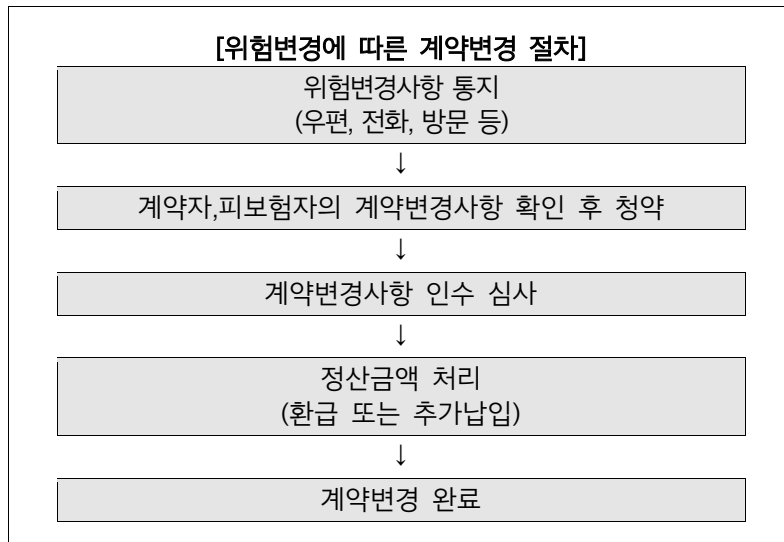 [위험변경에 따른 계약변경 절차]
위험변경사항 통지
(우편, 전화, 방문 등)
↓
계약자,피보험자의 계약변경사항 확인 후 청약
↓
계약변경사항 인수 심사
↓
정산금액 처리
(환급 또는 추가납입)
↓
계약변경 완료